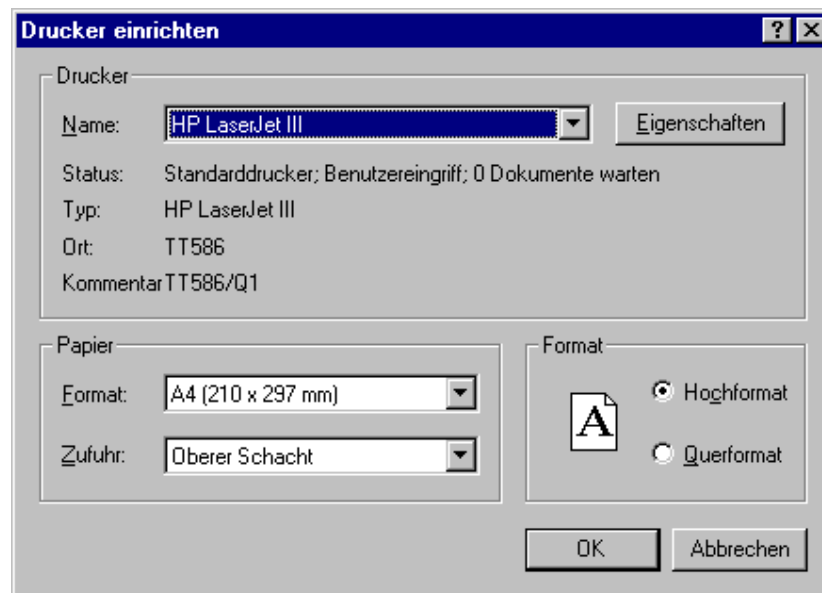 Drucker einrichten
Drucker
Name: HP LaserJet III Eigenschaften
Status: Standarddrucker; Benutzereingriff; 0 Dokumente warten
Typ: HP LaserJet III
Ort: TT586
Kommentar TT586/Q1
Papier
Format: A4 (210 x 297 mm)
Zufuhr: Oberer Schacht
Format
A
Hochformat
Querformat
OK Abbrechen